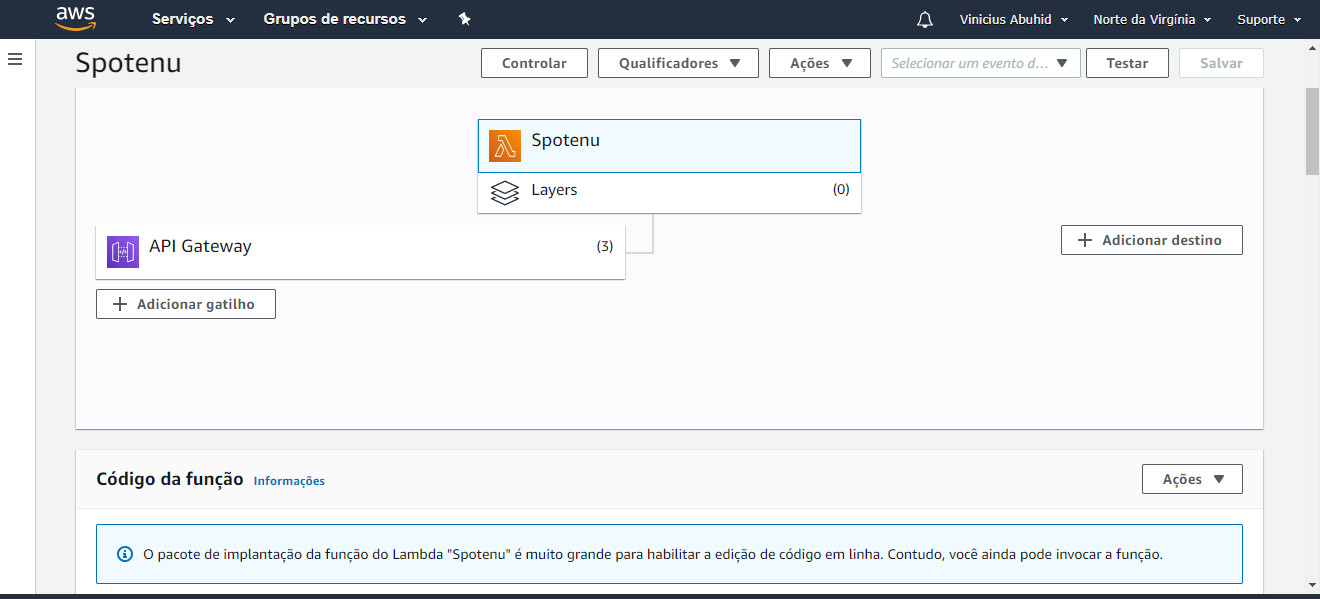 aws Serviços Grupos de recursos Vinicius Abuhid Norte da Virgínia Suporte
Spotenu Controlar Qualificadores Ações Selecionar um evento d... Testar Salvar
Spotenu
Layers (0)
API Gateway (3)
Adicionar destino
Adicionar gatilho
Código da função Informações Ações
O pacote de implantação da função do Lambda "Spotenu" é muito grande para habilitar a edição de código em linha. Contudo, você ainda pode invocar a função.